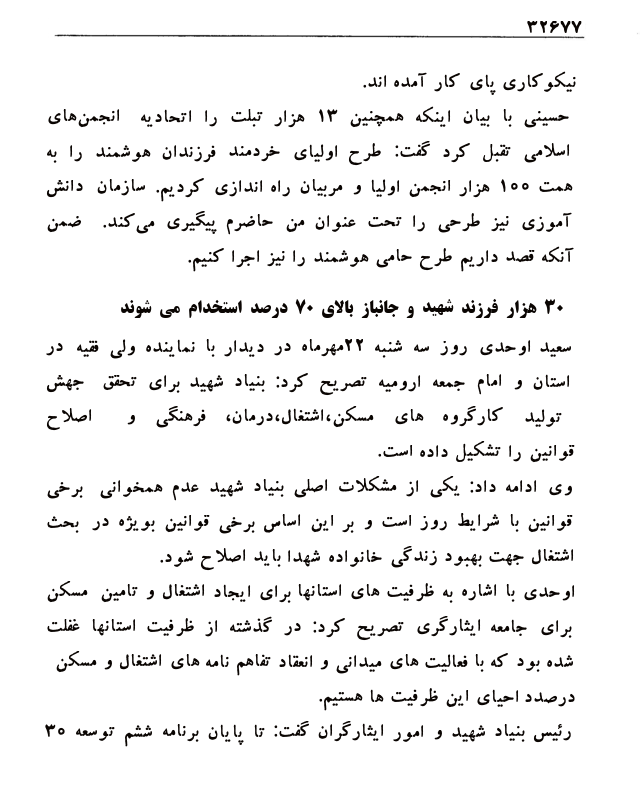 ۳۲۶۷۷
نیکوکاری پای کار آمده اند.
حسینی با بیان اینکه همچنین ۱۳ هزار تبلت را اتحادیه انجمن‌های
اسلامی تقبل کرد گفت: طرح اولیای خردمند فرزندان هوشمند را به
همت ۱۰۰ هزار انجمن اولیا و مربیان راه اندازی کردیم. سازمان دانش
آموزی نیز طرحی را تحت عنوان من حاضرم پیگیری می‌کند. ضمن
آنکه قصد داریم طرح حامی هوشمند را نیز اجرا کنیم.
۳۰ هزار فرزند شهید و جانباز بالای ۷۰ درصد استخدام می شوند
سعید اوحدی روز سه شنبه ۲۲مهرماه در دیدار با نماینده ولی فقیه در
استان و امام جمعه ارومیه تصریح کرد: بنیاد شهید برای تحقق جهش
تولید کارگروه های مسکن،اشتغال،درمان، فرهنگی و اصلاح
قوانین را تشکیل داده است.
وی ادامه داد: یکی از مشکلات اصلی بنیاد شهید عدم همخوانی برخی
قوانین با شرایط روز است و بر این اساس برخی قوانین بویژه در بحث
اشتغال جهت بهبود زندگی خانواده شهدا باید اصلاح شود.
اوحدی با اشاره به ظرفیت های استانها برای ایجاد اشتغال و تامین مسکن
برای جامعه ایثارگری تصریح کرد: در گذشته از ظرفیت استانها غفلت
شده بود که با فعالیت های میدانی و انعقاد تفاهم نامه های اشتغال و مسکن
درصدد احیای این ظرفیت ها هستیم.
رئیس بنیاد شهید و امور ایثارگران گفت: تا پایان برنامه ششم توسعه ۳۰